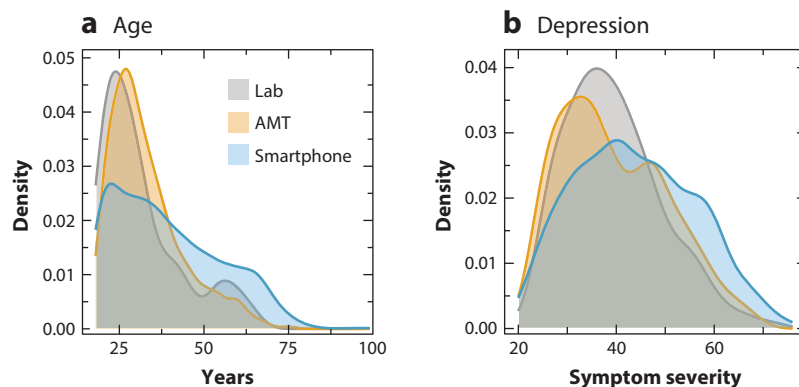 a Age
0.05
0.04
0.03
0.02
0.01
0.00
Density
25
50
75
100
Years
Lab
AMT
Smartphone
b Depression
0.04
0.03
0.02
0.01
0.00
Density
20
40
60
Symptom severity